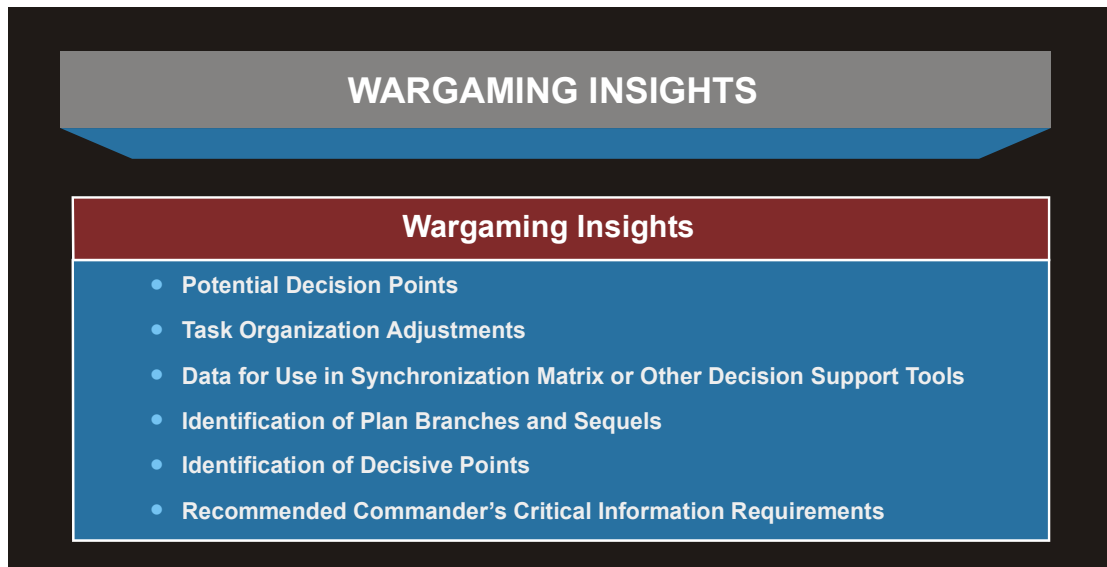 WARGAMING INSIGHTS
Wargaming Insights
• Potential Decision Points
• Task Organization Adjustments
• Data for Use in Synchronization Matrix or Other Decision Support Tools
• Identification of Plan Branches and Sequels
• Identification of Decisive Points
• Recommended Commander’s Critical Information Requirements